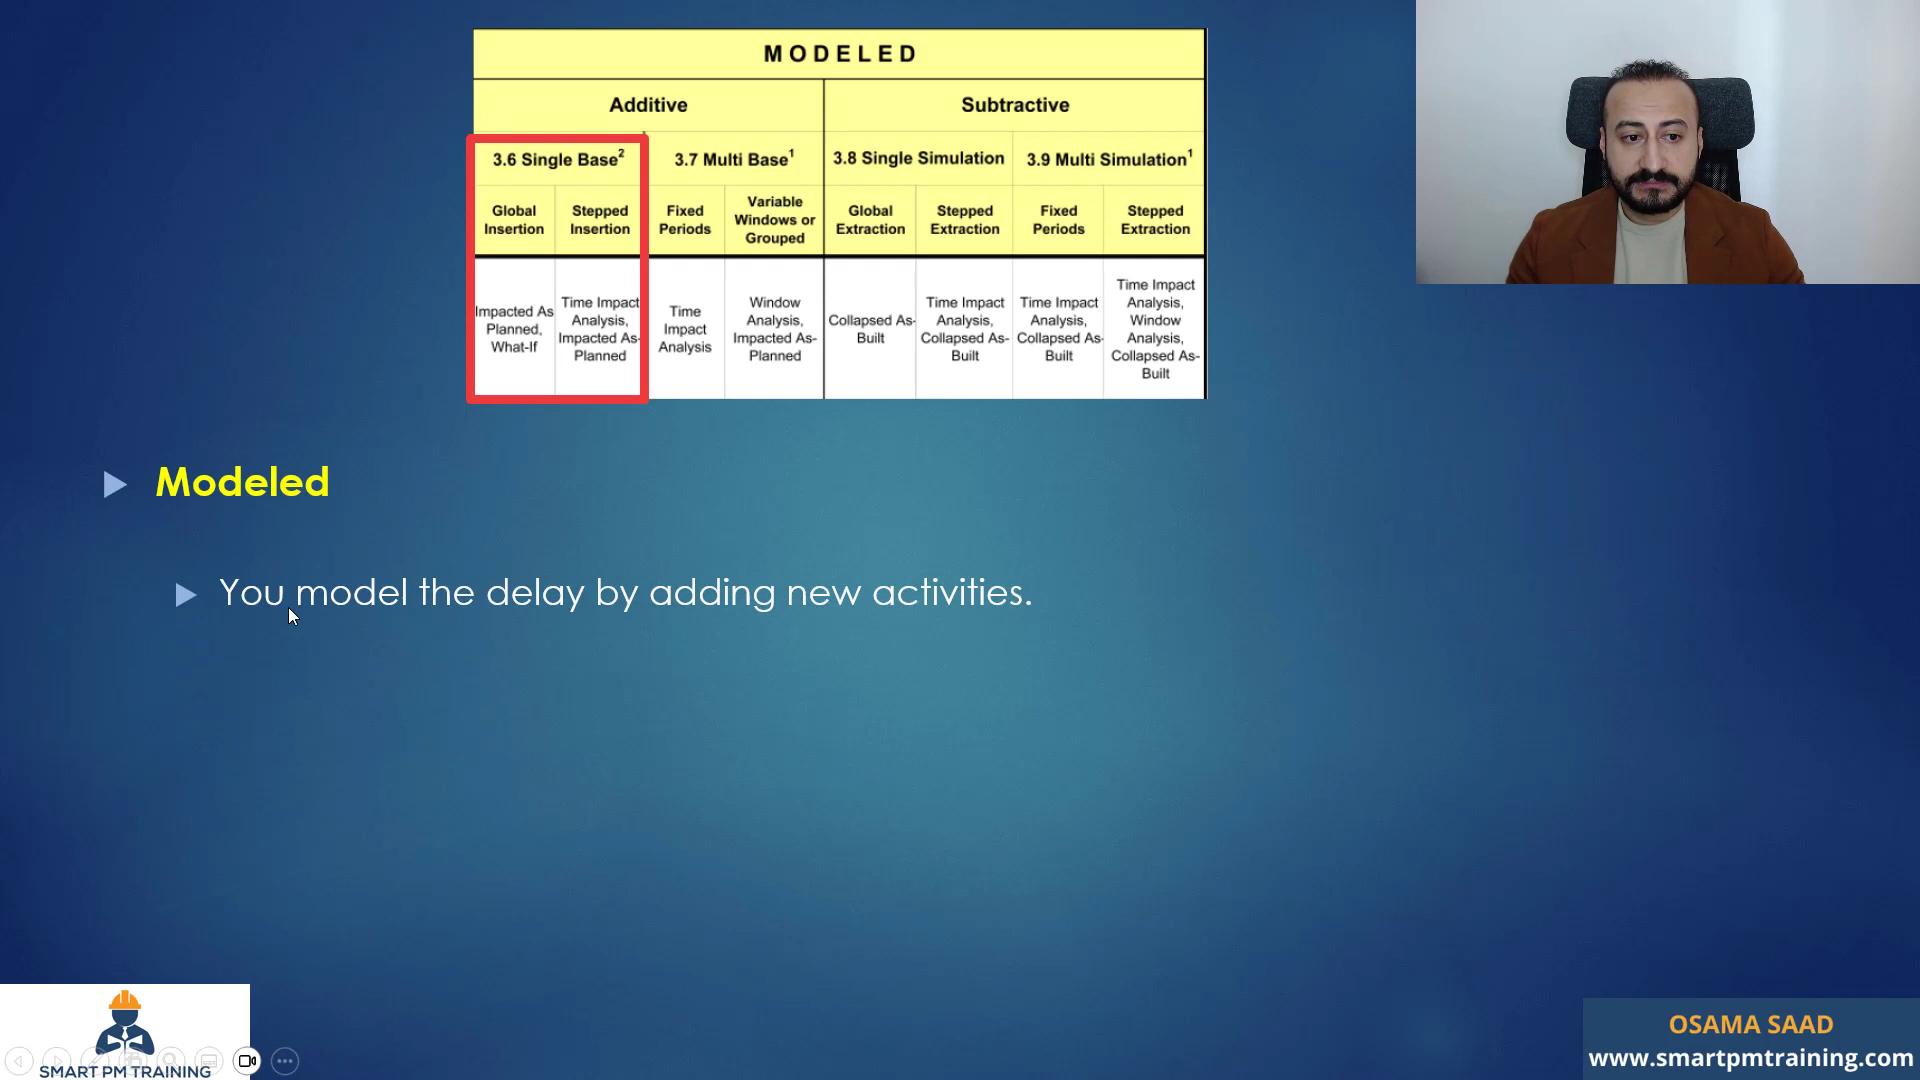 MODELED
Additive
Subtractive
3.6 Single Base2
3.7 Multi Base1
3.8 Single Simulation
3.9 Multi Simulation1
Global
Insertion
Stepped
Insertion
Fixed
Periods
Variable
Windows or
Grouped
Global
Extraction
Stepped
Extraction
Fixed
Periods
Stepped
Extraction
Impacted As
Planned,
What-If
Time Impact
Analysis,
Impacted As-
Planned
Time
Impact
Analysis
Window
Analysis,
Impacted As-
Planned
Collapsed As-
Built
Time Impact
Analysis,
Collapsed As-
Built
Time Impact
Analysis,
Collapsed As-
Built
Time Impact
Analysis,
Window
Analysis,
Collapsed As-
Built
Modeled
You model the delay by adding new activities.
SMART PM TRAINING
OSAMA SAAD
www.smartpmtraining.com